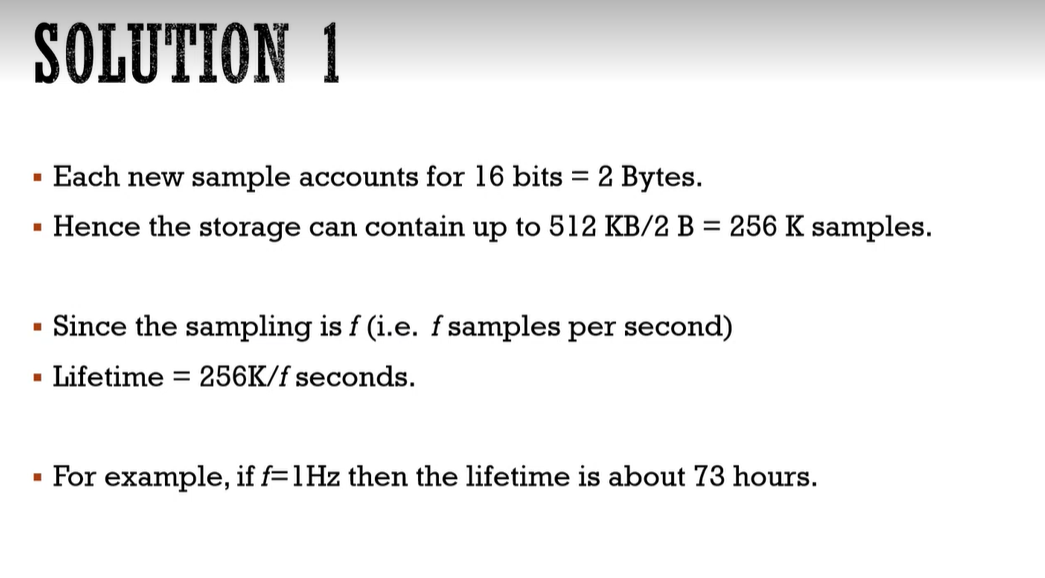 SOLUTION 1
▪ Each new sample accounts for 16 bits = 2 Bytes.
▪ Hence the storage can contain up to 512 KB/2 B = 256 K samples.
▪ Since the sampling is f (i.e. f samples per second)
▪ Lifetime = 256K/f seconds.
▪ For example, if f=1Hz then the lifetime is about 73 hours.